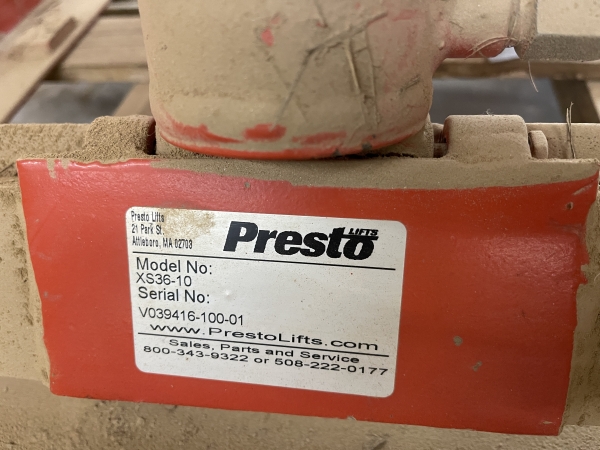 Presto Lifts
21 Park St.
Attleboro, MA 02703
Presto LIFTS
Model No:
XS36-10
Serial No:
V039416-100-01
www.PrestoLifts.com
Sales, Parts and Service
800-343-9322 or 508-222-0177